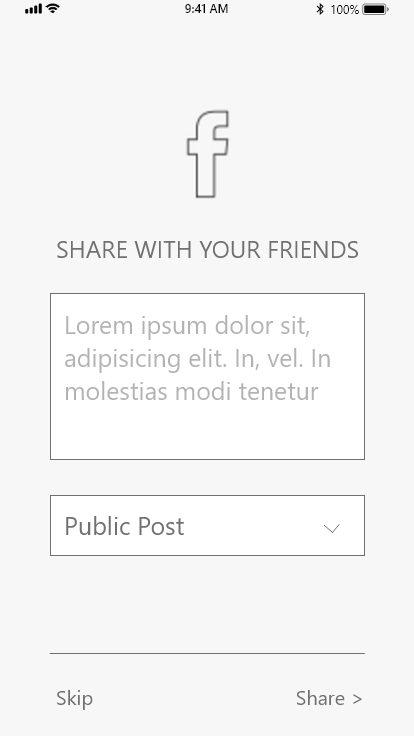 9:41 AM
100%
f
SHARE WITH YOUR FRIENDS
Lorem ipsum dolor sit,
adipisicing elit. In, vel. In
molestias modi tenetur
Public Post
Skip
Share >